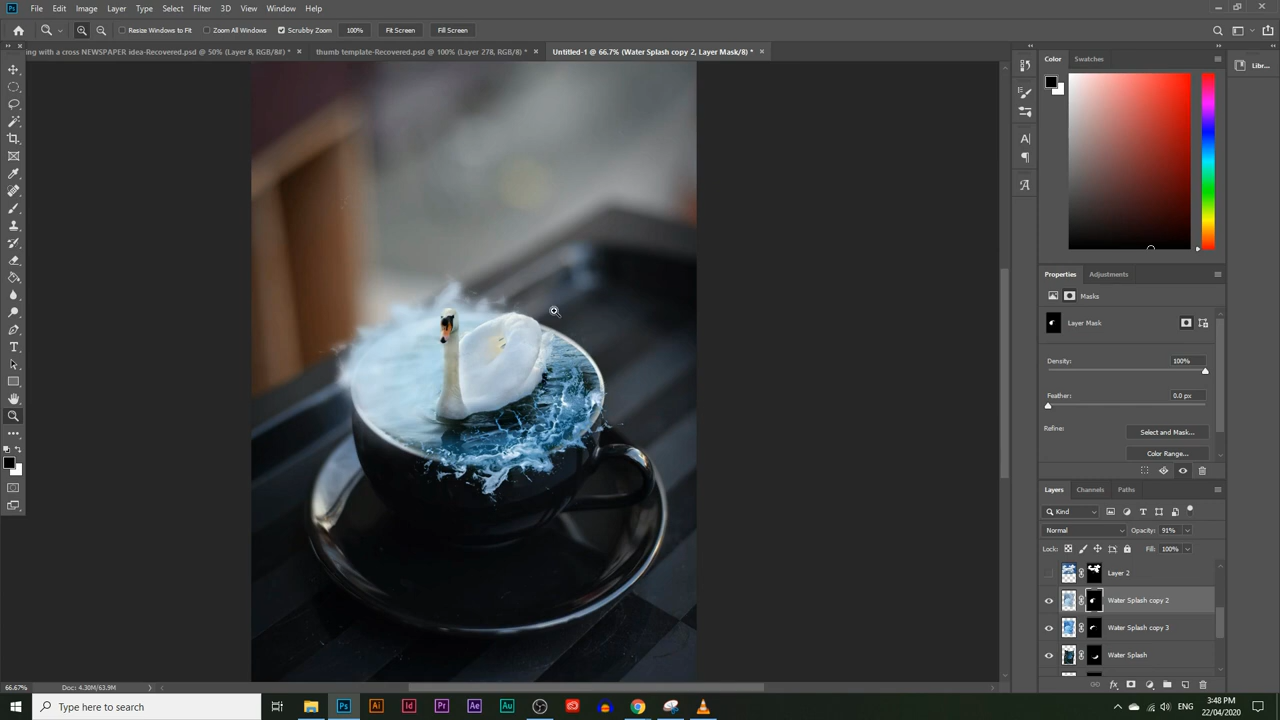 File Edit Image Layer Type Select Filter 3D View Window Help
Resize Windows to Fit Zoom All Windows Scrubby Zoom 100% Fit Screen Fill Screen
ing with a cross NEWSPAPER idea-Recovered.psd @ 50% (Layer 8, RGB/8#) * thumb template-Recovered.psd @ 100% (Layer 278, RGB/8) * Untitled-1 @ 66.7% (Water Splash copy 2, Layer Mask/8) *
Color Swatches
Libr...
Properties Adjustments
Masks
Layer Mask
Density: 100%
Feather: 0.0 px
Refine: Select and Mask...
Color Range...
Layers Channels Paths
Kind
Normal Opacity: 91%
Lock: Fill: 100%
Layer 2
Water Splash copy 2
Water Splash copy 3
Water Splash
66.67% Doc: 4.30M/63.9M
Type here to search
ENG
3:48 PM
22/04/2020